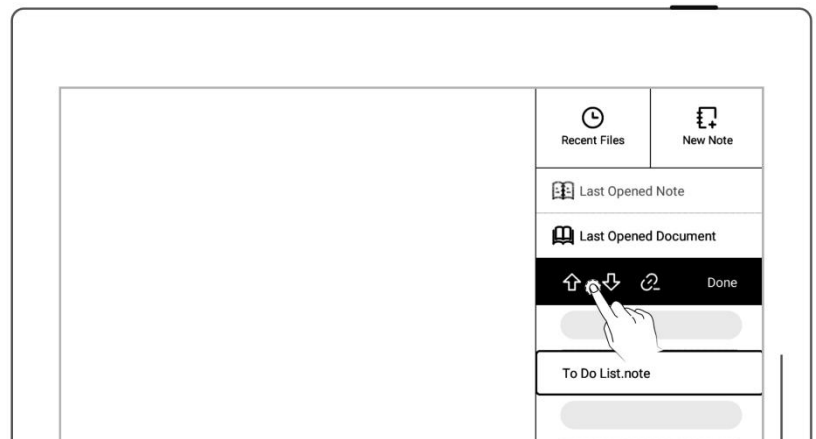 Recent Files
New Note
Last Opened Note
Last Opened Document
Done
To Do List.note